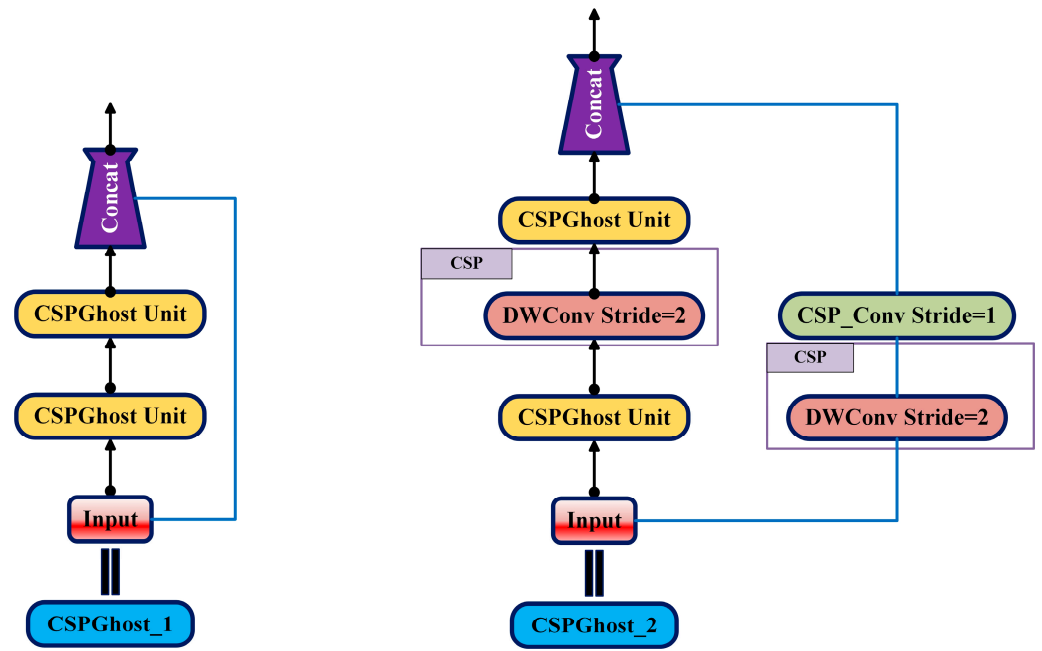 Concat
CSPGhost Unit
CSPGhost Unit
Input
CSPGhost_1
Concat
CSPGhost Unit
CSP
DWConv Stride=2
CSPGhost Unit
Input
CSPGhost_2
CSP_Conv Stride=1
CSP
DWConv Stride=2